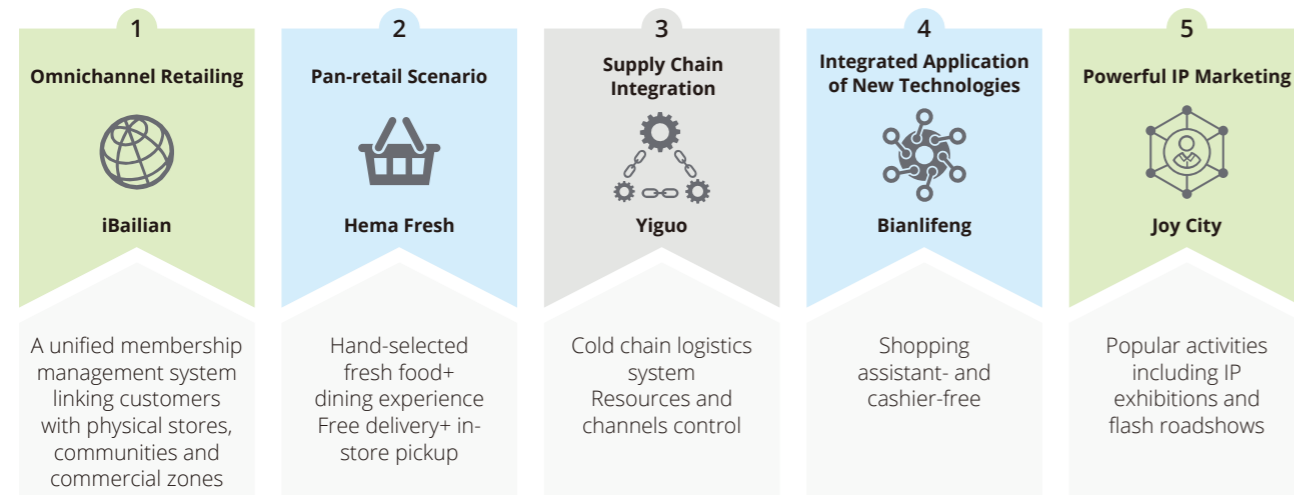 1
Omnichannel Retailing
iBailian
A unified membership
management system
linking customers
with physical stores,
communities and
commercial zones
2
Pan-retail Scenario
Hema Fresh
Hand-selected
fresh food+
dining experience
Free delivery+ in-
store pickup
3
Supply Chain
Integration
Yiguo
Cold chain logistics
system
Resources and
channels control
4
Integrated Application
of New Technologies
Bianlifeng
Shopping
assistant- and
cashier-free
5
Powerful IP Marketing
Joy City
Popular activities
including IP
exhibitions and
flash roadshows